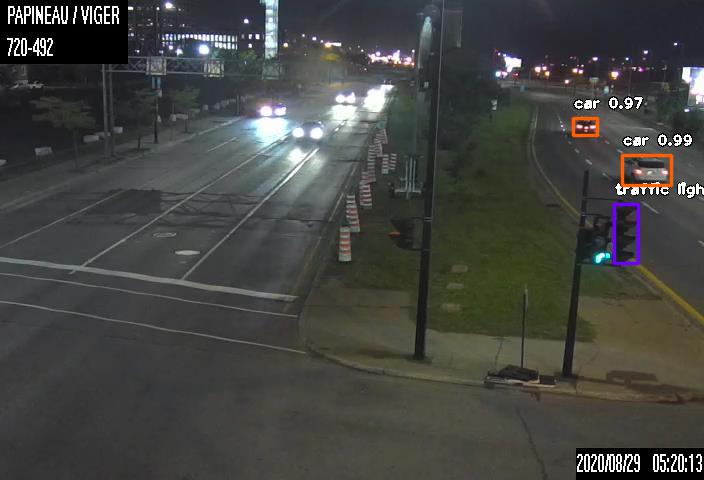 PAPINEAU / VIGER
720-492
car 0.97
car 0.99
traffic ligh
2020/08/29 05:20:13